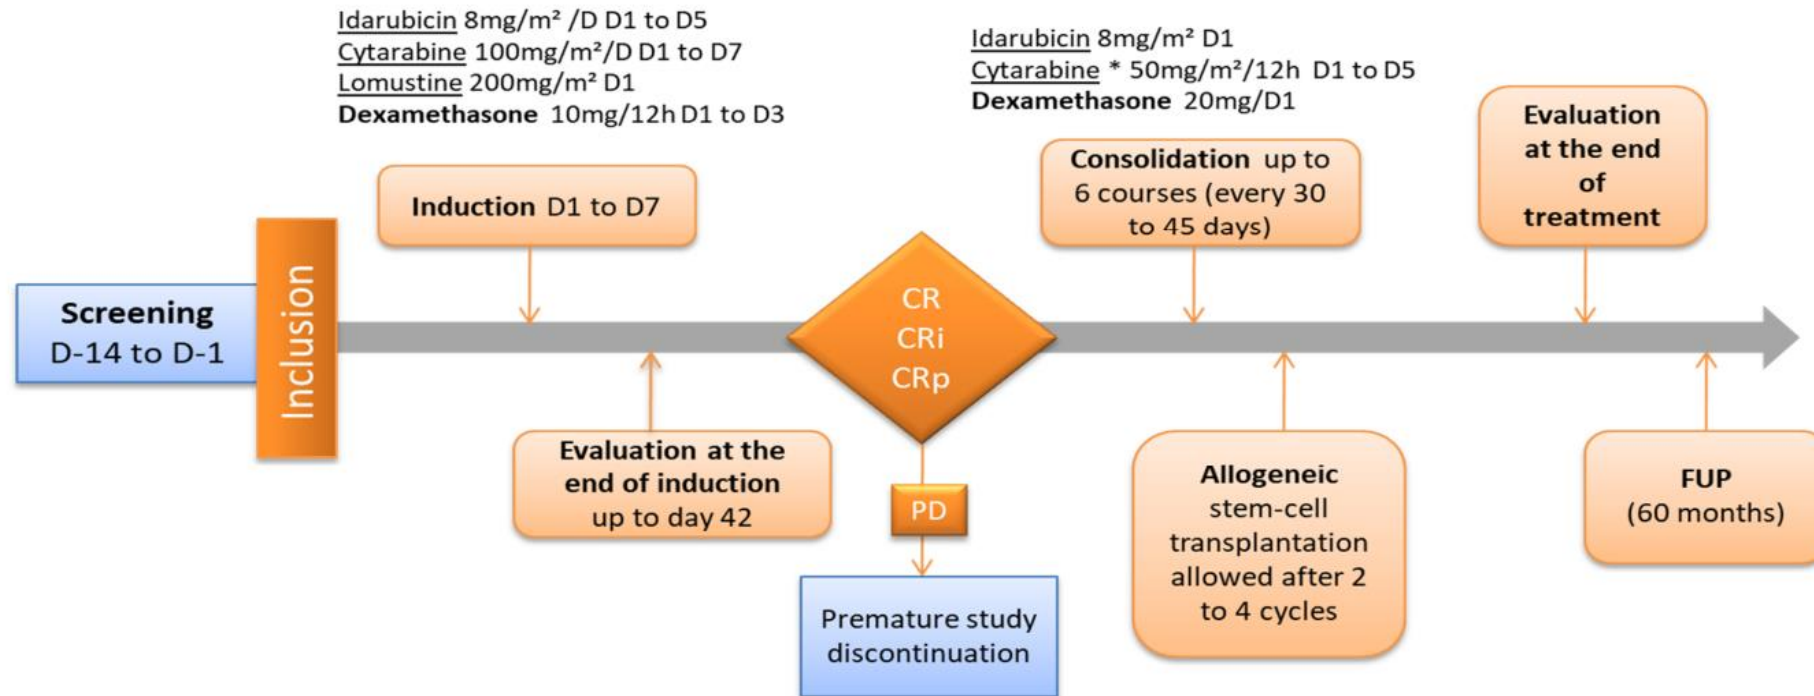 Idarubicin 8mg/m² /D D1 to D5
Cytarabine 100mg/m²/D D1 to D7
Lomustine 200mg/m² D1
Dexamethasone 10mg/12h D1 to D3
Idarubicin 8mg/m² D1
Cytarabine * 50mg/m²/12h D1 to D5
Dexamethasone 20mg/D1
Induction D1 to D7
Consolidation up to
6 courses (every 30
to 45 days)
Evaluation
at the end
of
treatment
Screening
D-14 to D-1
Inclusion
CR
CRi
CRp
Evaluation at the
end of induction
up to day 42
PD
Premature study
discontinuation
Allogeneic
stem-cell
transplantation
allowed after 2
to 4 cycles
FUP
(60 months)